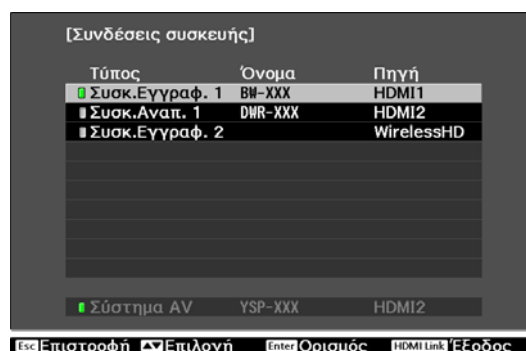 [Συνδέσεις συσκευής]
Τύπος Όνομα Πηγή
Συσκ.Εγγραφ. 1 BW-XXX HDMI1
Συσκ.Αναπ. 1 DWR-XXX HDMI2
Συσκ.Εγγραφ. 2 WirelessHD
Σύστημα AV YSP-XXX HDMI2
Esc Επιστροφή Επιλογή Enter Ορισμός HDMI Link Έξοδος